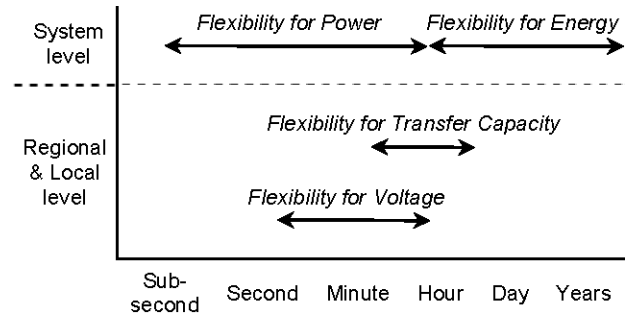 System
level
Flexibility for Power
Flexibility for Energy
Regional
& Local
level
Flexibility for Transfer Capacity
Flexibility for Voltage
Sub-
second
Second
Minute
Hour
Day
Years